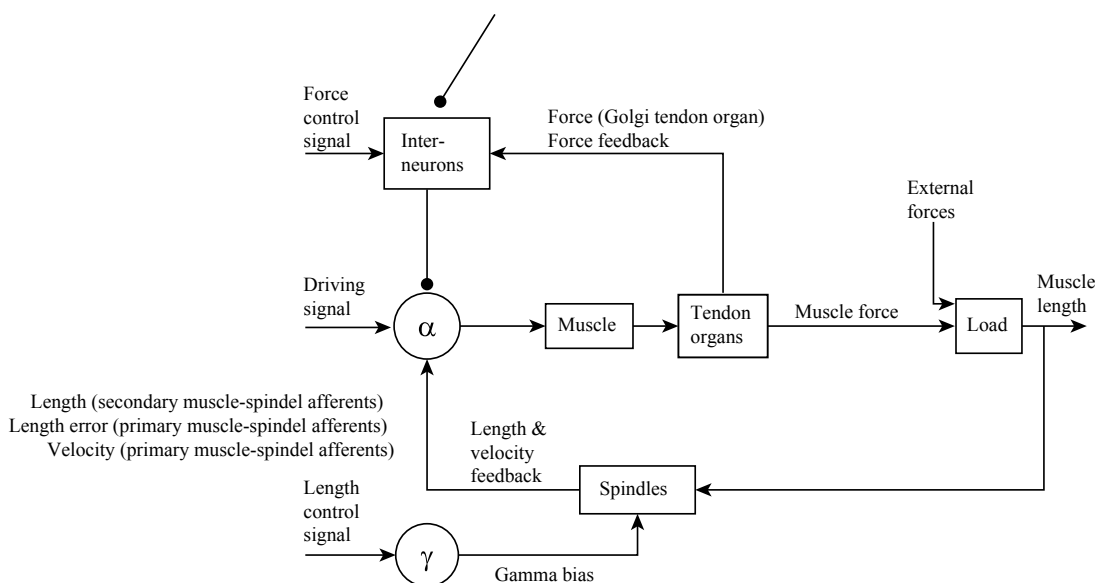 Force
control
signal
Inter-
neurons
Force (Golgi tendon organ)
Force feedback
External
forces
Driving
signal
α
Muscle
Tendon
organs
Muscle force
Load
Muscle
length
Length (secondary muscle-spindel afferents)
Length error (primary muscle-spindel afferents)
Velocity (primary muscle-spindel afferents)
Length &
velocity
feedback
Spindles
Length
control
signal
γ
Gamma bias